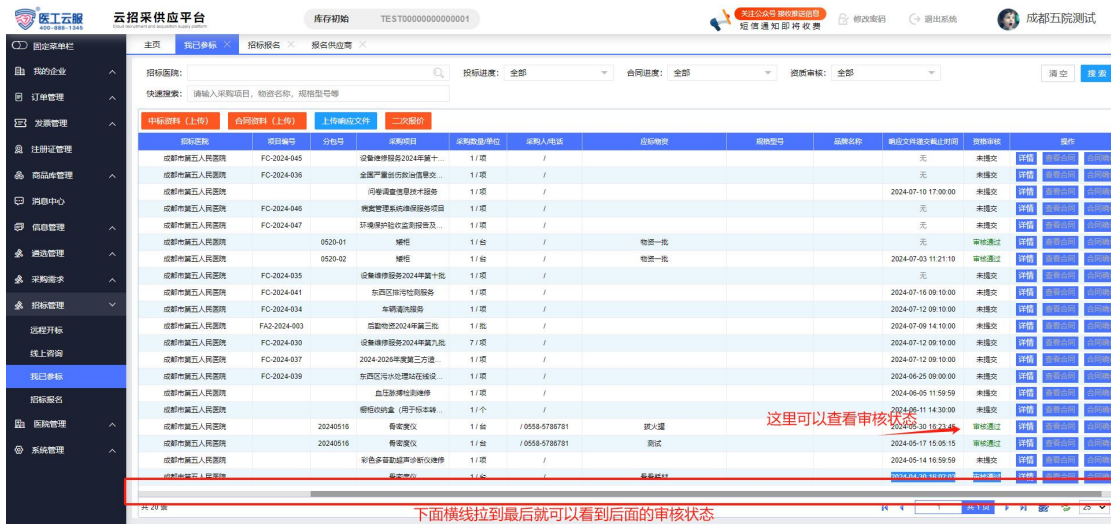 医工云服
400-888-1345
云招采供应平台
库存初始 TEST00000000000001
关注公众号 接收推送信息
短信通知即将收费
修改密码 退出系统 成都五院测试
固定菜单栏
主页 我已参标 招标报名 报名供应商
我的企业
订单管理
发票管理
注册证管理
商品库管理
消息中心
信息管理
遴选管理
采购需求
招标管理
远程开标
线上咨询
我已参标
招标报名
医院管理
系统管理
招标医院: 投标进度: 全部 合同进度: 全部 资质审核: 全部 清空 搜索
快速搜索: 请输入采购项目, 物资名称, 规格型号等
中标资料（上传） 合同资料（上传） 上传响应文件 二次报价
招标医院 项目编号 分包号 采购项目 采购数量/单位 采购人/电话 应标物资 规格型号 品牌名称 响应文件递交截止时间 资格审核 操作
成都市第五人民医院 FC-2024-045 设备维修服务2024年第十... 1 / 项 / 无 未提交 详情 查看合同
成都市第五人民医院 FC-2024-036 全国严重创伤救治信息交... 1 / 项 / 无 未提交 详情 查看合同
成都市第五人民医院 问卷调查信息技术服务 1 / 项 / 2024-07-10 17:00:00 未提交 详情 查看合同
成都市第五人民医院 FC-2024-046 病案管理系统维保服务项目 1 / 项 / 无 未提交 详情 查看合同
成都市第五人民医院 FC-2024-047 环境保护验收监测报告及... 1 / 项 / 无 未提交 详情 查看合同
成都市第五人民医院 0520-01 矮柜 1 / 台 / 物资一批 无 审核通过 详情 查看合同
成都市第五人民医院 0520-02 矮柜 1 / 台 / 物资一批 2024-07-03 11:21:10 审核通过 详情 查看合同
成都市第五人民医院 FC-2024-035 设备维修服务2024年第十批 1 / 项 / 无 未提交 详情 查看合同
成都市第五人民医院 FC-2024-041 东西区排污检测服务 1 / 项 / 2024-07-16 09:10:00 未提交 详情 查看合同
成都市第五人民医院 FC-2024-034 车辆清洗服务 1 / 项 / 2024-07-12 09:10:00 未提交 详情 查看合同
成都市第五人民医院 FA2-2024-003 后勤物资2024年第三批 1 / 批 / 2024-07-09 14:10:00 未提交 详情 查看合同
成都市第五人民医院 FC-2024-030 设备维修服务2024年第九批 7 / 项 / 2024-07-12 09:10:00 未提交 详情 查看合同
成都市第五人民医院 FC-2024-037 2024-2026年度第三方遗... 1 / 项 / 2024-07-12 09:10:00 未提交 详情 查看合同
成都市第五人民医院 FC-2024-039 东西区污水处理站在线设... 1 / 项 / 2024-06-25 09:00:00 未提交 详情 查看合同
成都市第五人民医院 血压脉搏检测维修 1 / 项 / 2024-06-05 11:59:59 未提交 详情 查看合同
成都市第五人民医院 橱柜收纳盒（用于标本转... 1 / 个 / 2024-06-11 14:30:00 未提交 详情 查看合同
这里可以查看审核状态
成都市第五人民医院 20240516 骨密度仪 1 / 台 / 0558-5786781 拔火罐 2024-05-30 16:23:45 审核通过 详情 查看合同
成都市第五人民医院 20240516 骨密度仪 1 / 台 / 0558-5786781 测试 2024-05-17 15:05:15 审核通过 详情 查看合同
成都市第五人民医院 彩色多普勒超声诊断仪维修 1 / 项 / 2024-05-14 16:59:59 未提交 详情 查看合同
成都市第五人民医院 骨密度仪 1 / 台 / 审核通过 详情 查看合同
共 20 条 1 共 1 页 25
下面横线拉到最后就可以看到后面的审核状态